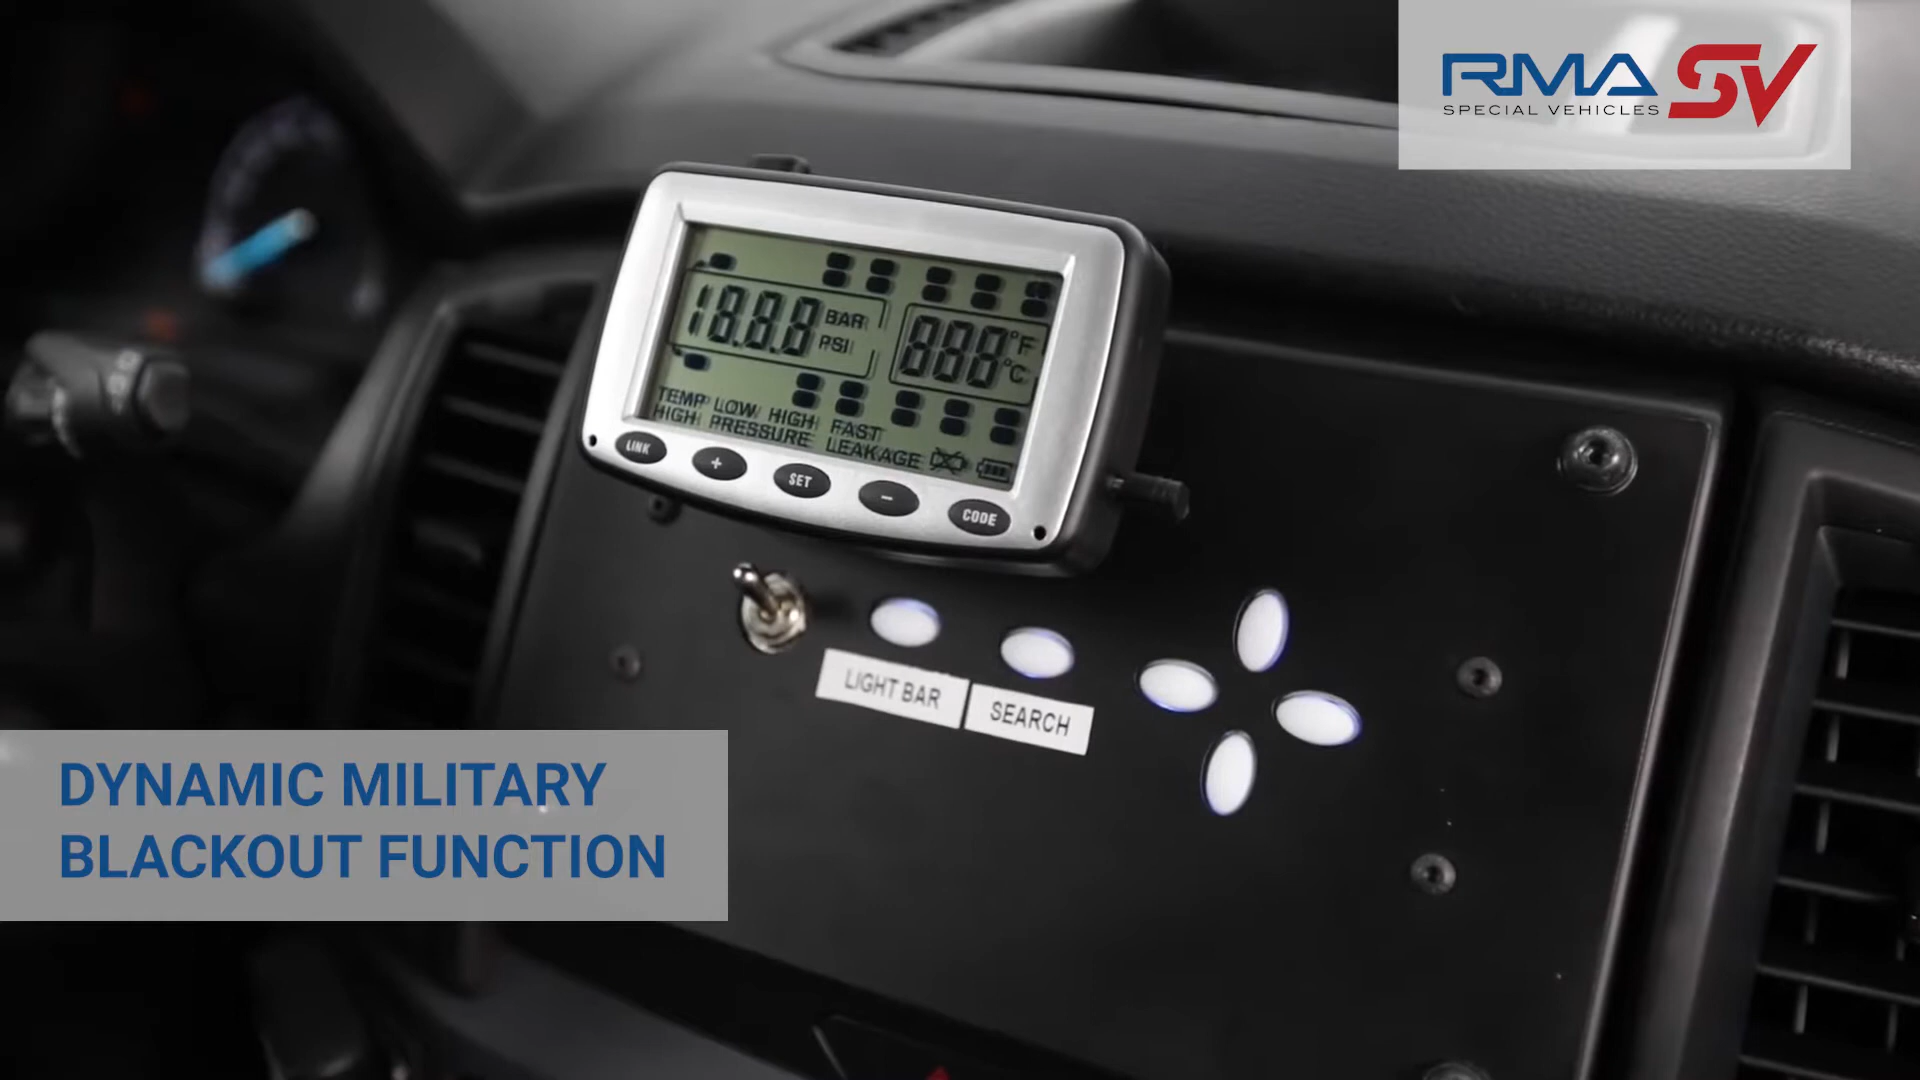 RMA SV
SPECIAL VEHICLES
18.8.8 BAR PSI
888 °F °C
TEMP LOW HIGH FAST
HIGH PRESSURE LEAKAGE
LINK + SET - CODE
LIGHT BAR SEARCH
DYNAMIC MILITARY
BLACKOUT FUNCTION